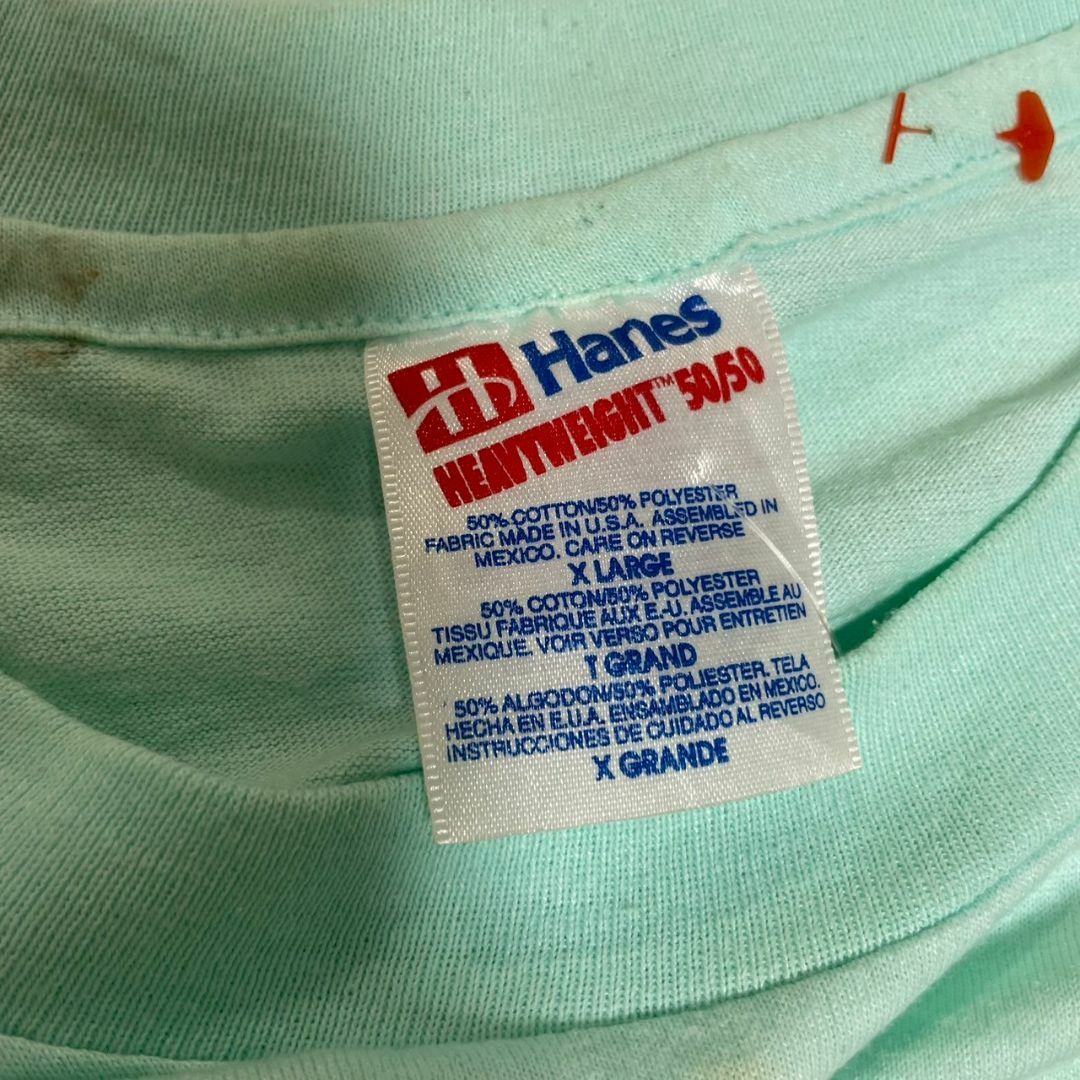 Hanes
HEAVYWEIGHT™ 50/50
50% COTTON/50% POLYESTER
FABRIC MADE IN U.S.A. ASSEMBLED IN
MEXICO. CARE ON REVERSE
X LARGE
50% COTON/50% POLYESTER
TISSU FABRIQUE AUX E.-U. ASSEMBLE AU
MEXIQUE. VOIR VERSO POUR ENTRETIEN
T GRAND
50% ALGODON/50% POLIESTER. TELA
HECHA EN E.U.A. ENSAMBLADO EN MEXICO.
INSTRUCCIONES DE CUIDADO AL REVERSO
X GRANDE